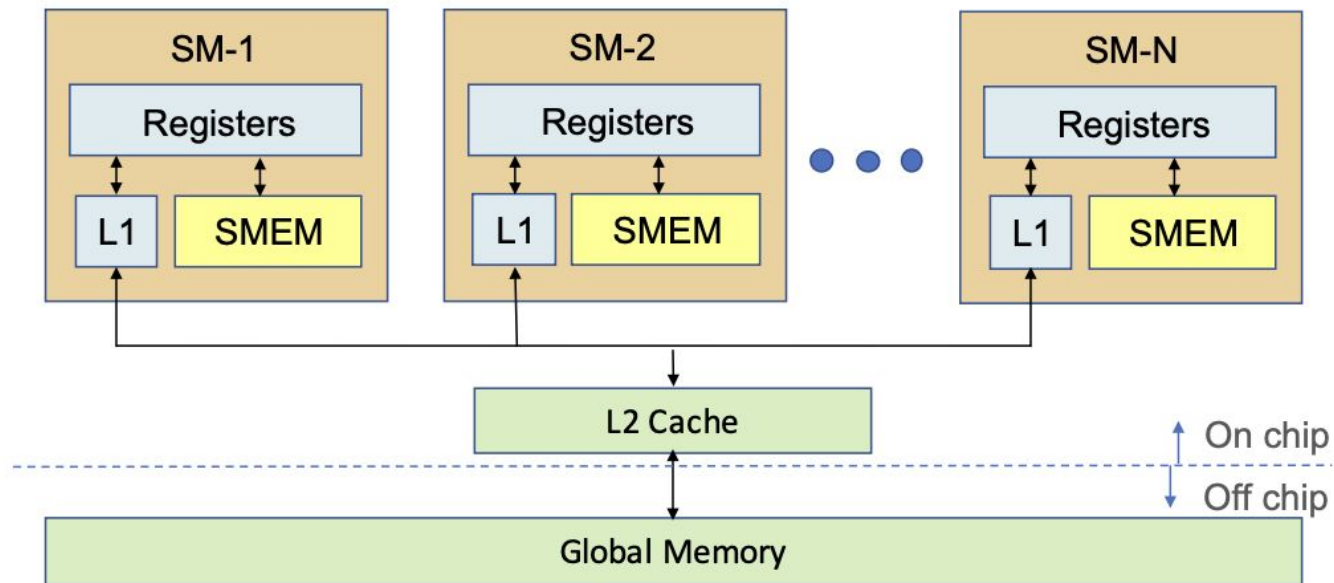 SM-1
SM-2
SM-N
Registers
Registers
Registers
L1
SMEM
L1
SMEM
L1
SMEM
L2 Cache
On chip
Off chip
Global Memory